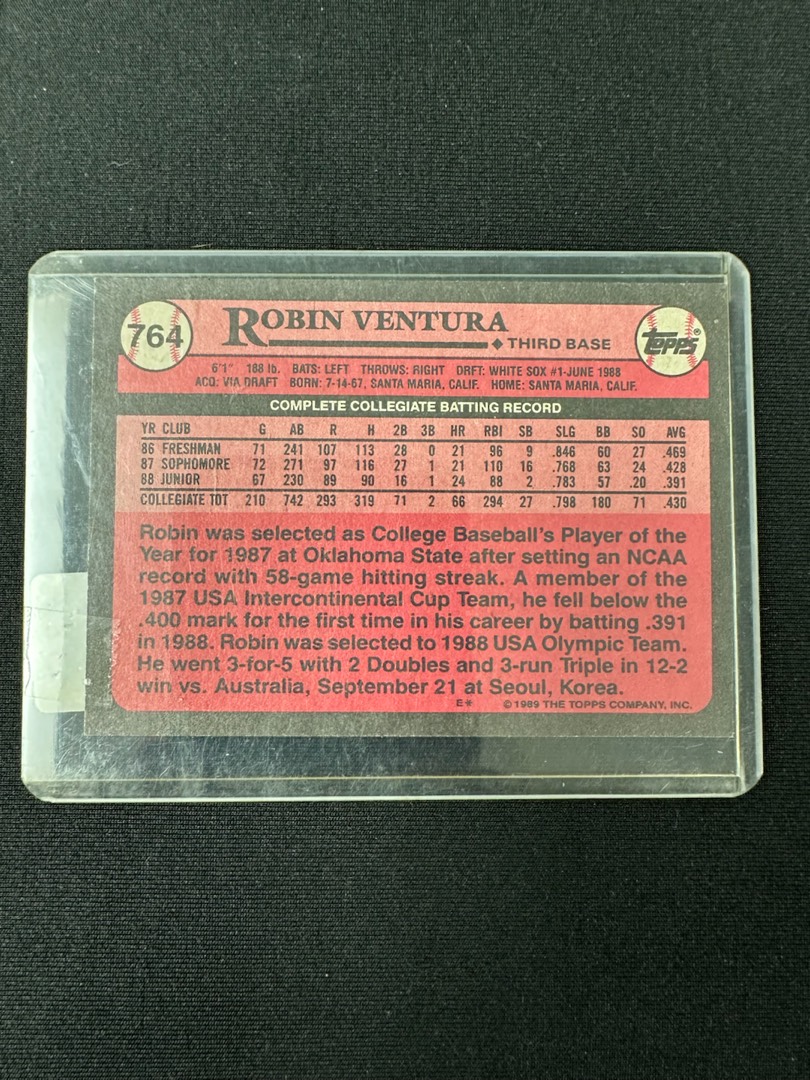 764
ROBIN VENTURA
◆ THIRD BASE
TOPPS®
6'1" 188 lb. BATS: LEFT THROWS: RIGHT DRFT: WHITE SOX #1-JUNE 1988
ACQ: VIA DRAFT BORN: 7-14-67, SANTA MARIA, CALIF. HOME: SANTA MARIA, CALIF.
COMPLETE COLLEGIATE BATTING RECORD
YR CLUB G AB R H 2B 3B HR RBI SB SLG BB SO AVG
86 FRESHMAN 71 241 107 113 28 0 21 96 9 .846 60 27 .469
87 SOPHOMORE 72 271 97 116 27 1 21 110 16 .768 63 24 .428
88 JUNIOR 67 230 89 90 16 1 24 88 2 .783 57 .20 .391
COLLEGIATE TOT 210 742 293 319 71 2 66 294 27 .798 180 71 .430
Robin was selected as College Baseball's Player of the
Year for 1987 at Oklahoma State after setting an NCAA
record with 58-game hitting streak. A member of the
1987 USA Intercontinental Cup Team, he fell below the
.400 mark for the first time in his career by batting .391
in 1988. Robin was selected to 1988 USA Olympic Team.
He went 3-for-5 with 2 Doubles and 3-run Triple in 12-2
win vs. Australia, September 21 at Seoul, Korea.
E* © 1989 THE TOPPS COMPANY, INC.